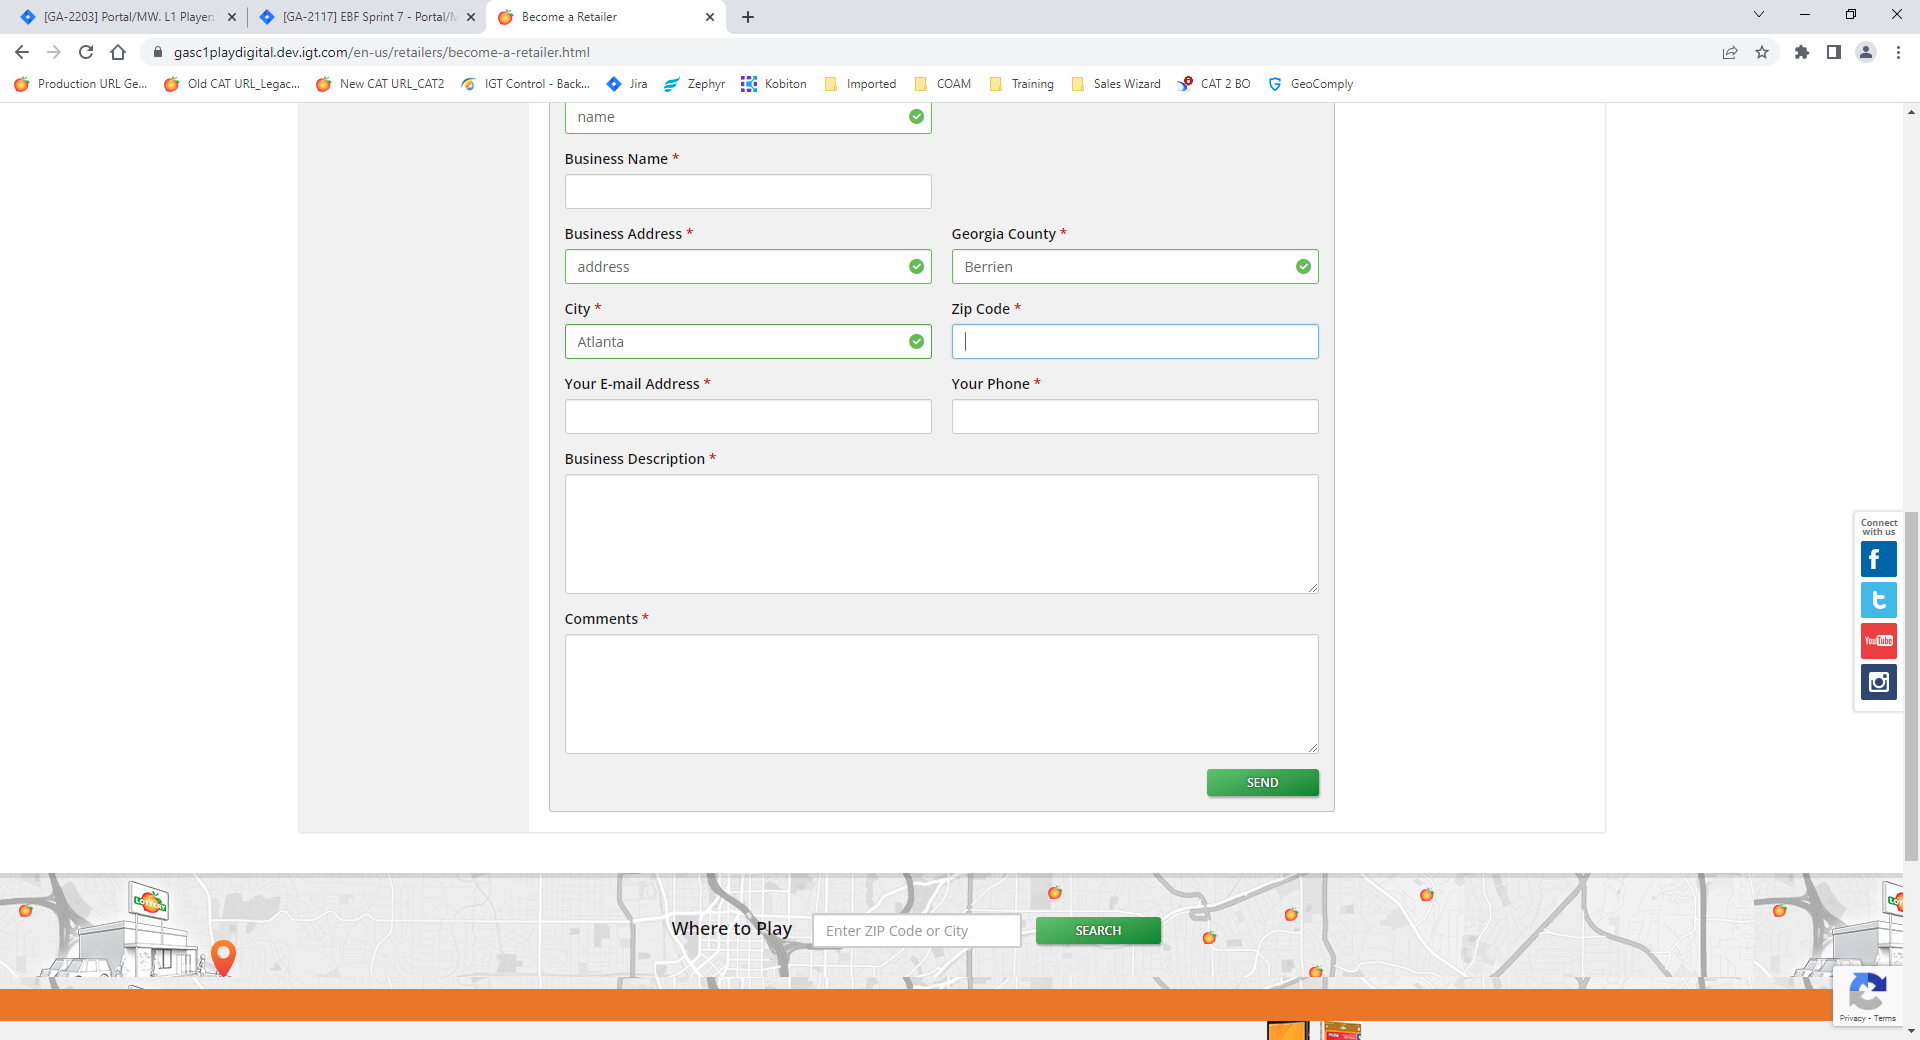 [GA-2203] Portal/MW. L1 Player:
[GA-2117] EBF Sprint 7 - Portal/M
Become a Retailer
gasc1playdigital.dev.igt.com/en-us/retailers/become-a-retailer.html
Production URL Ge...
Old CAT URL_Legac...
New CAT URL_CAT2
IGT Control - Back...
Jira
Zephyr
Kobiton
Imported
COAM
Training
Sales Wizard
CAT 2 BO
GeoComply
name
Business Name *
Business Address *
Georgia County *
address
Berrien
City *
Zip Code *
Atlanta
Your E-mail Address *
Your Phone *
Business Description *
Comments *
SEND
Connect
with us
YouTube
LOTTERY
Where to Play
Enter ZIP Code or City
SEARCH
Privacy - Terms